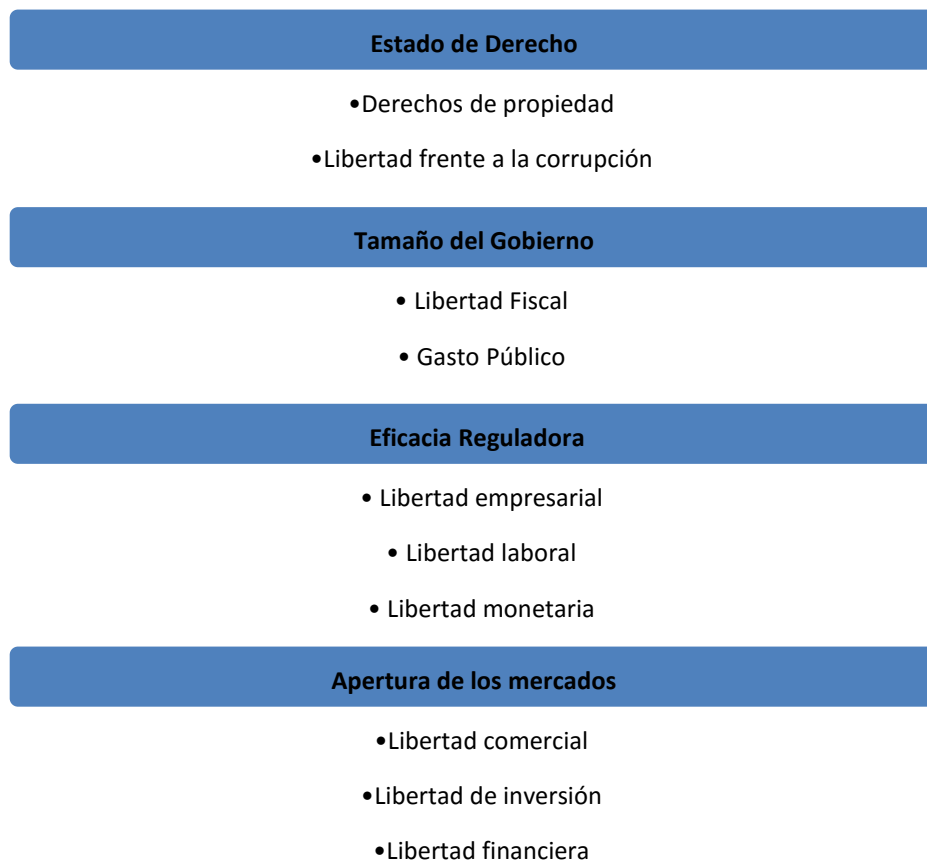 Estado de Derecho
•Derechos de propiedad
•Libertad frente a la corrupción
Tamaño del Gobierno
• Libertad Fiscal
• Gasto Público
Eficacia Reguladora
• Libertad empresarial
• Libertad laboral
• Libertad monetaria
Apertura de los mercados
•Libertad comercial
•Libertad de inversión
•Libertad financiera